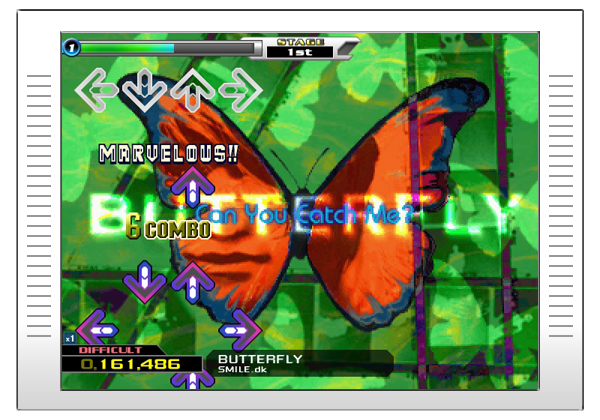 1
STAGE
1st
MARVELOUS!!
BUTTERFLY
Can You Catch Me?
6 COMBO
x1
DIFFICULT
0,161,486
BUTTERFLY
SMILE.dk